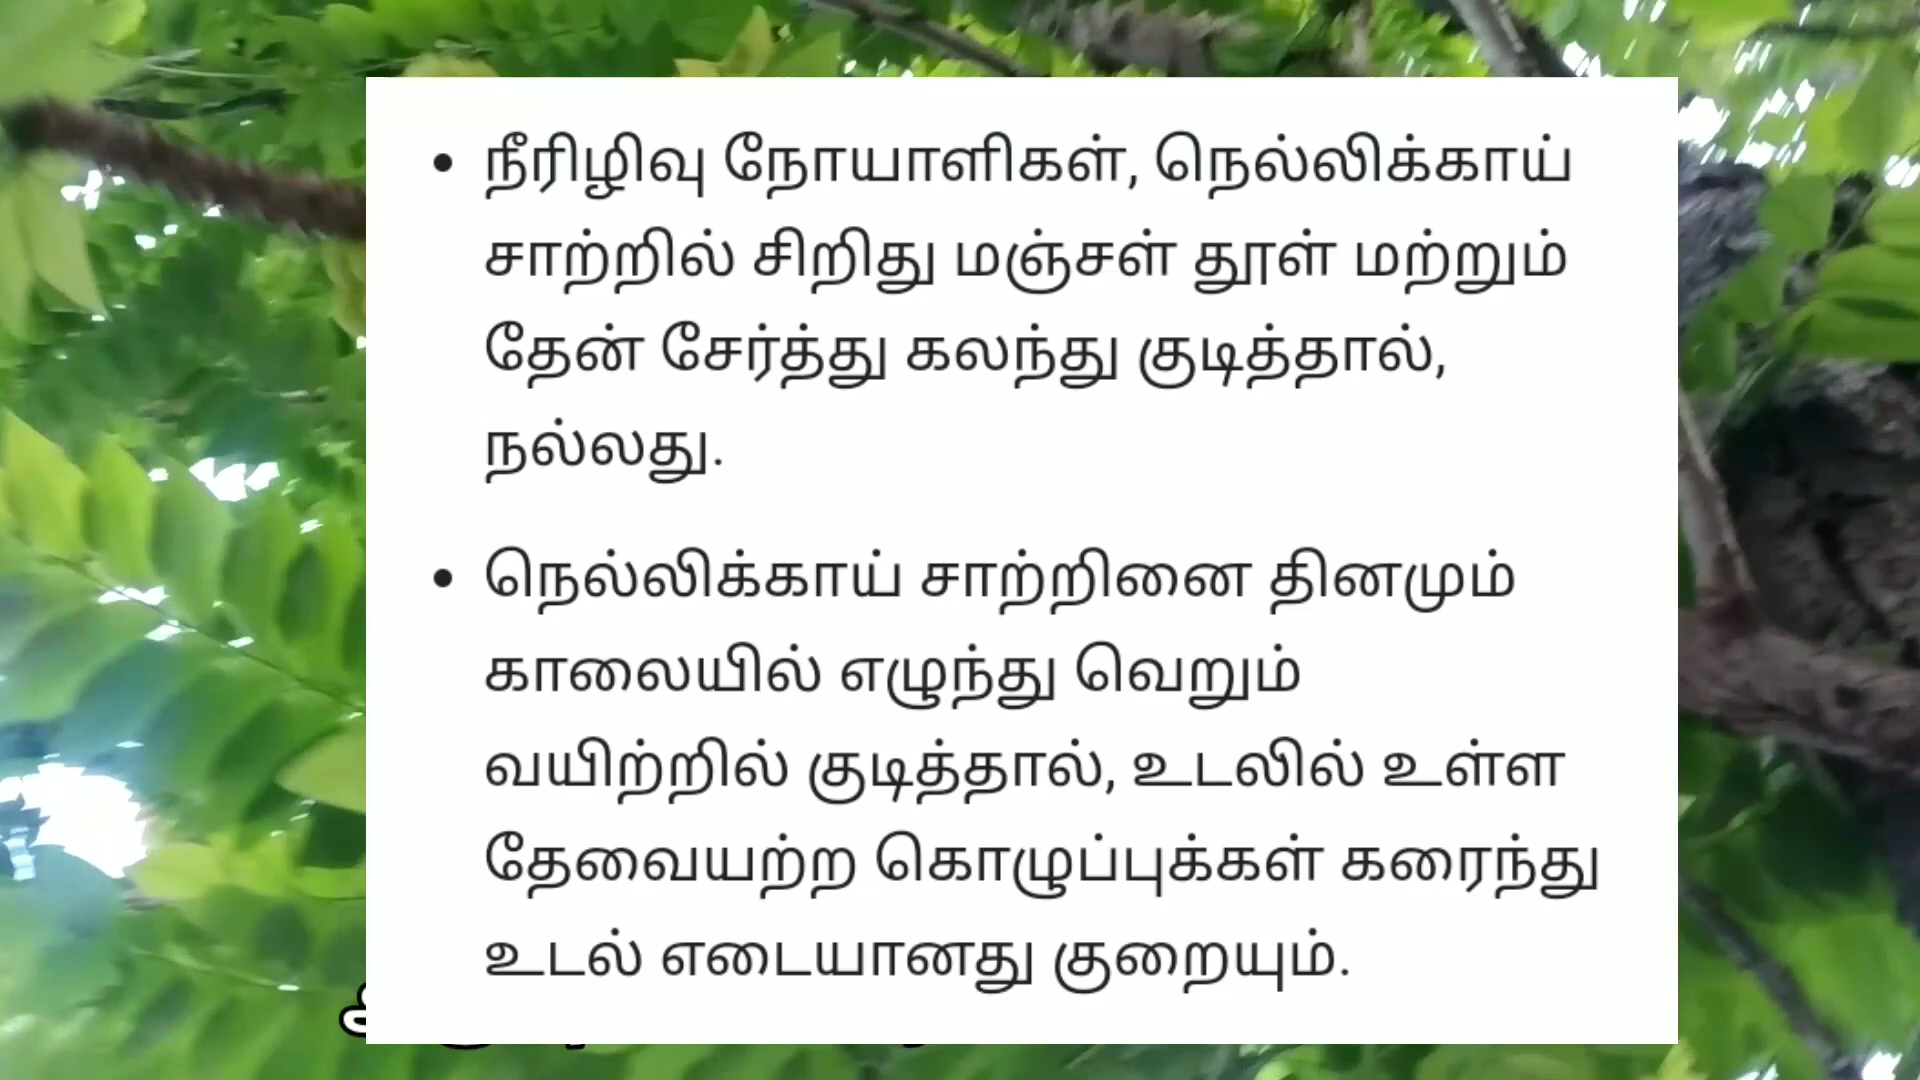 • நீரிழிவு நோயாளிகள், நெல்லிக்காய்
சாற்றில் சிறிது மஞ்சள் தூள் மற்றும்
தேன் சேர்த்து கலந்து குடித்தால்,
நல்லது.
• நெல்லிக்காய் சாற்றினை தினமும்
காலையில் எழுந்து வெறும்
வயிற்றில் குடித்தால், உடலில் உள்ள
தேவையற்ற கொழுப்புக்கள் கரைந்து
உடல் எடையானது குறையும்.